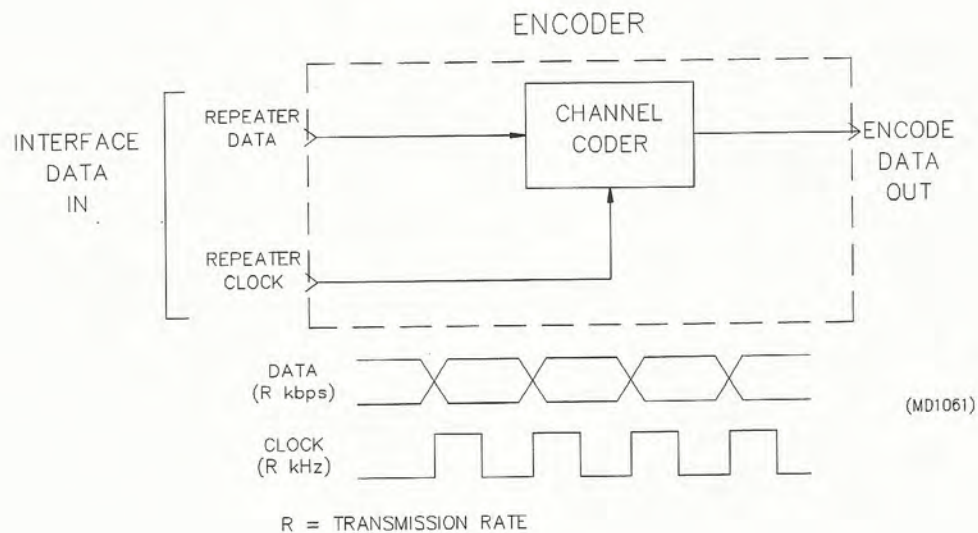 ENCODER
INTERFACE
DATA
IN
REPEATER
DATA
REPEATER
CLOCK
CHANNEL
CODER
ENCODE
DATA
OUT
DATA
(R kbps)
(MD1061)
CLOCK
(R kHz)
R = TRANSMISSION RATE